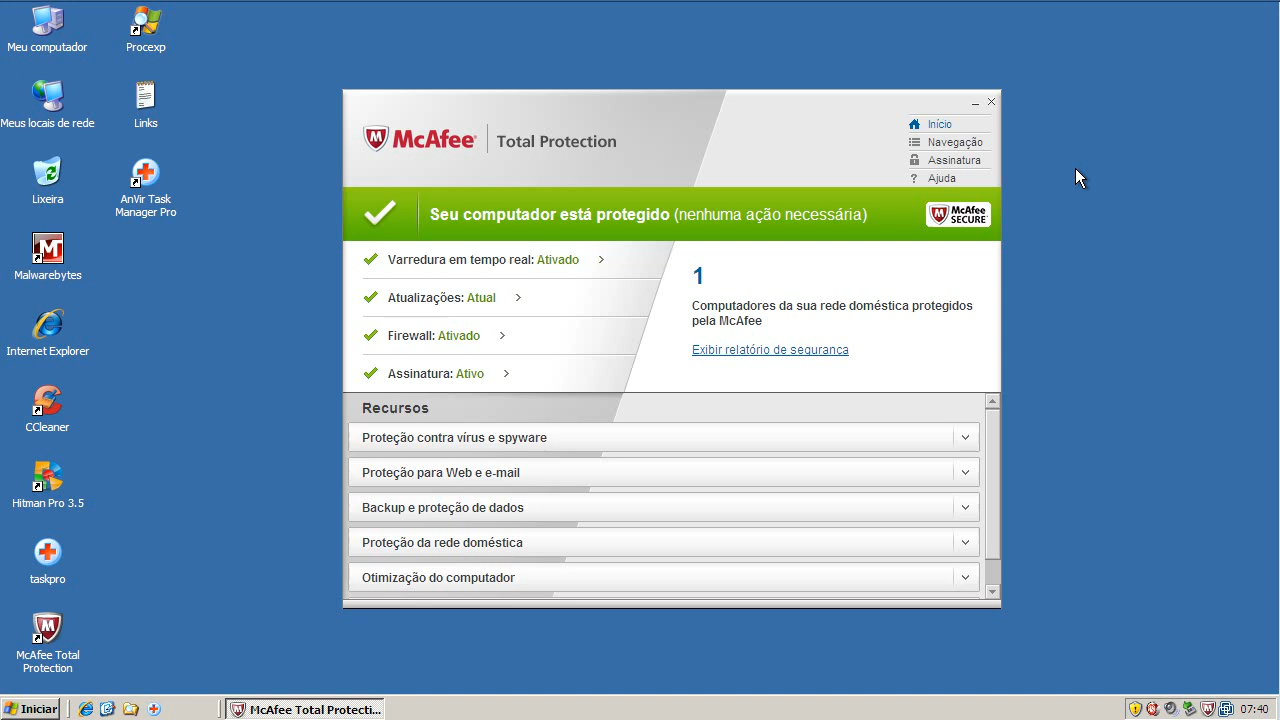 Meu computador
Procexp
Meus locais de rede
Links
Lixeira
AnVir Task
Manager Pro
Malwarebytes
Internet Explorer
CCleaner
Hitman Pro 3.5
taskpro
McAfee Total
Protection
McAfee Total Protection
Início
Navegação
Assinatura
Ajuda
Seu computador está protegido (nenhuma ação necessária)
McAfee
SECURE
Varredura em tempo real: Ativado
Atualizações: Atual
Firewall: Ativado
Assinatura: Ativo
1
Computadores da sua rede doméstica protegidos
pela McAfee
Exibir relatório de segurança
Recursos
Proteção contra vírus e spyware
Proteção para Web e e-mail
Backup e proteção de dados
Proteção da rede doméstica
Otimização do computador
Iniciar
McAfee Total Protecti...
07:40